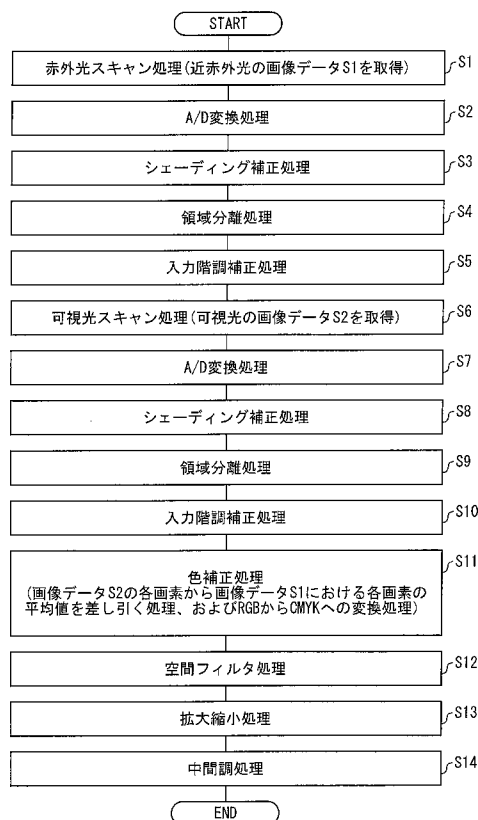 START
赤外光スキャン処理(近赤外光の画像データS1を取得)
S1
A/D変換処理
S2
シェーディング補正処理
S3
領域分離処理
S4
入力階調補正処理
S5
可視光スキャン処理(可視光の画像データS2を取得)
S6
A/D変換処理
S7
シェーディング補正処理
S8
領域分離処理
S9
入力階調補正処理
S10
色補正処理
(画像データS2の各画素から画像データS1における各画素の
平均値を差し引く処理、およびRGBからCMYKへの変換処理)
S11
空間フィルタ処理
S12
拡大縮小処理
S13
中間調処理
S14
END